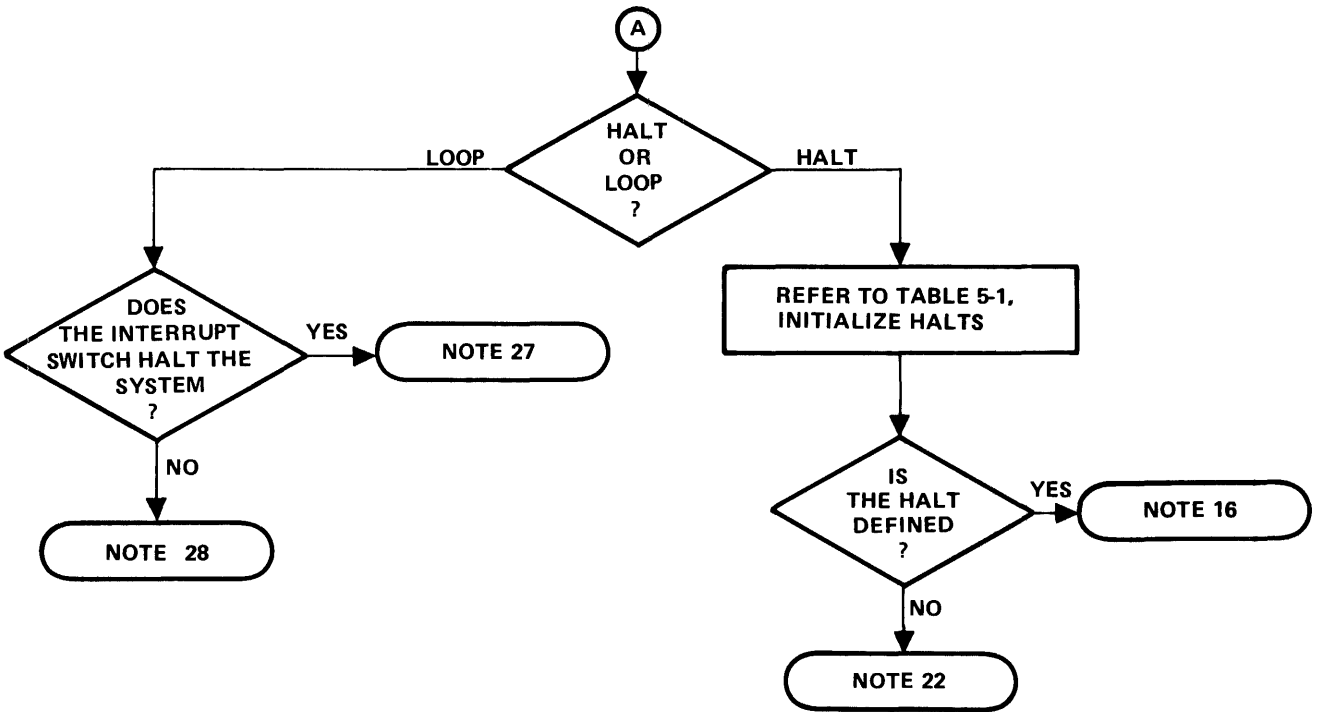 A
HALT
OR
LOOP
?
LOOP
HALT
DOES
THE INTERRUPT
SWITCH HALT THE
SYSTEM
?
YES
NOTE 27
NO
NOTE 28
REFER TO TABLE 5-1,
INITIALIZE HALTS
IS
THE HALT
DEFINED
?
YES
NOTE 16
NO
NOTE 22